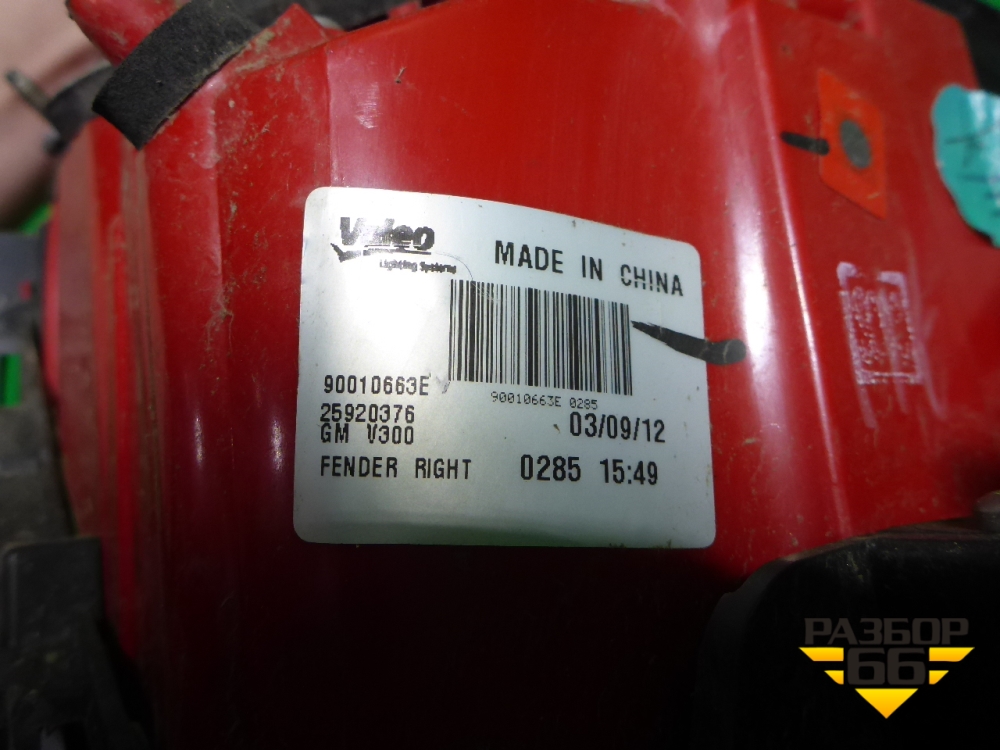 Valeo
Lighting Systems
MADE IN CHINA
90010663E 0285
90010663E
25920376
GM V300
03/09/12
FENDER RIGHT
0285 15:49
РАЗБОР
66